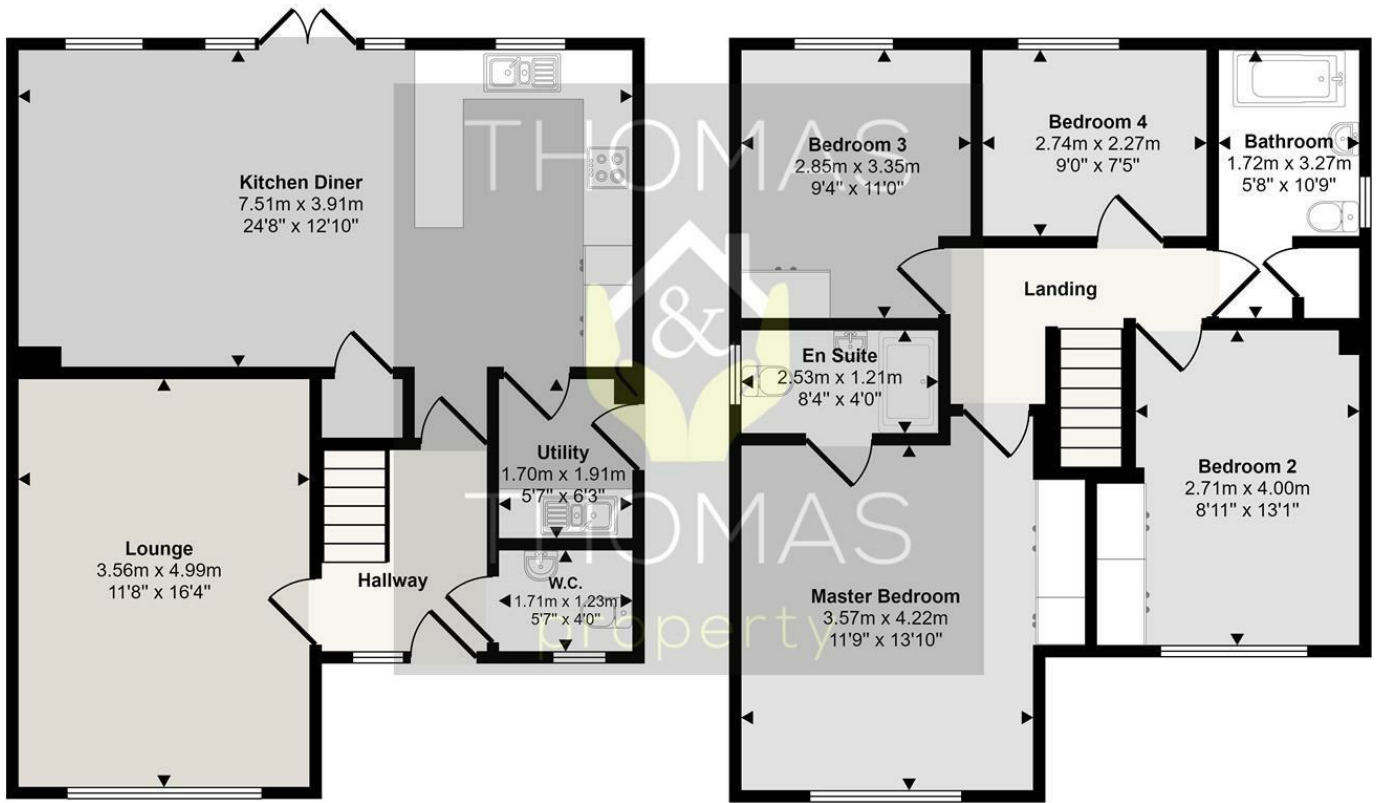 Kitchen Diner
7.51m x 3.91m
24'8" x 12'10"
Lounge
3.56m x 4.99m
11'8" x 16'4"
Hallway
Utility
1.70m x 1.91m
5'7" x 6'3"
W.C.
1.71m x 1.23m
5'7" x 4'0"
Bedroom 3
2.85m x 3.35m
9'4" x 11'0"
Bedroom 4
2.74m x 2.27m
9'0" x 7'5"
Bathroom
1.72m x 3.27m
5'8" x 10'9"
Landing
En Suite
2.53m x 1.21m
8'4" x 4'0"
Master Bedroom
3.57m x 4.22m
11'9" x 13'10"
Bedroom 2
2.71m x 4.00m
8'11" x 13'1"
THOMAS
&
THOMAS
property